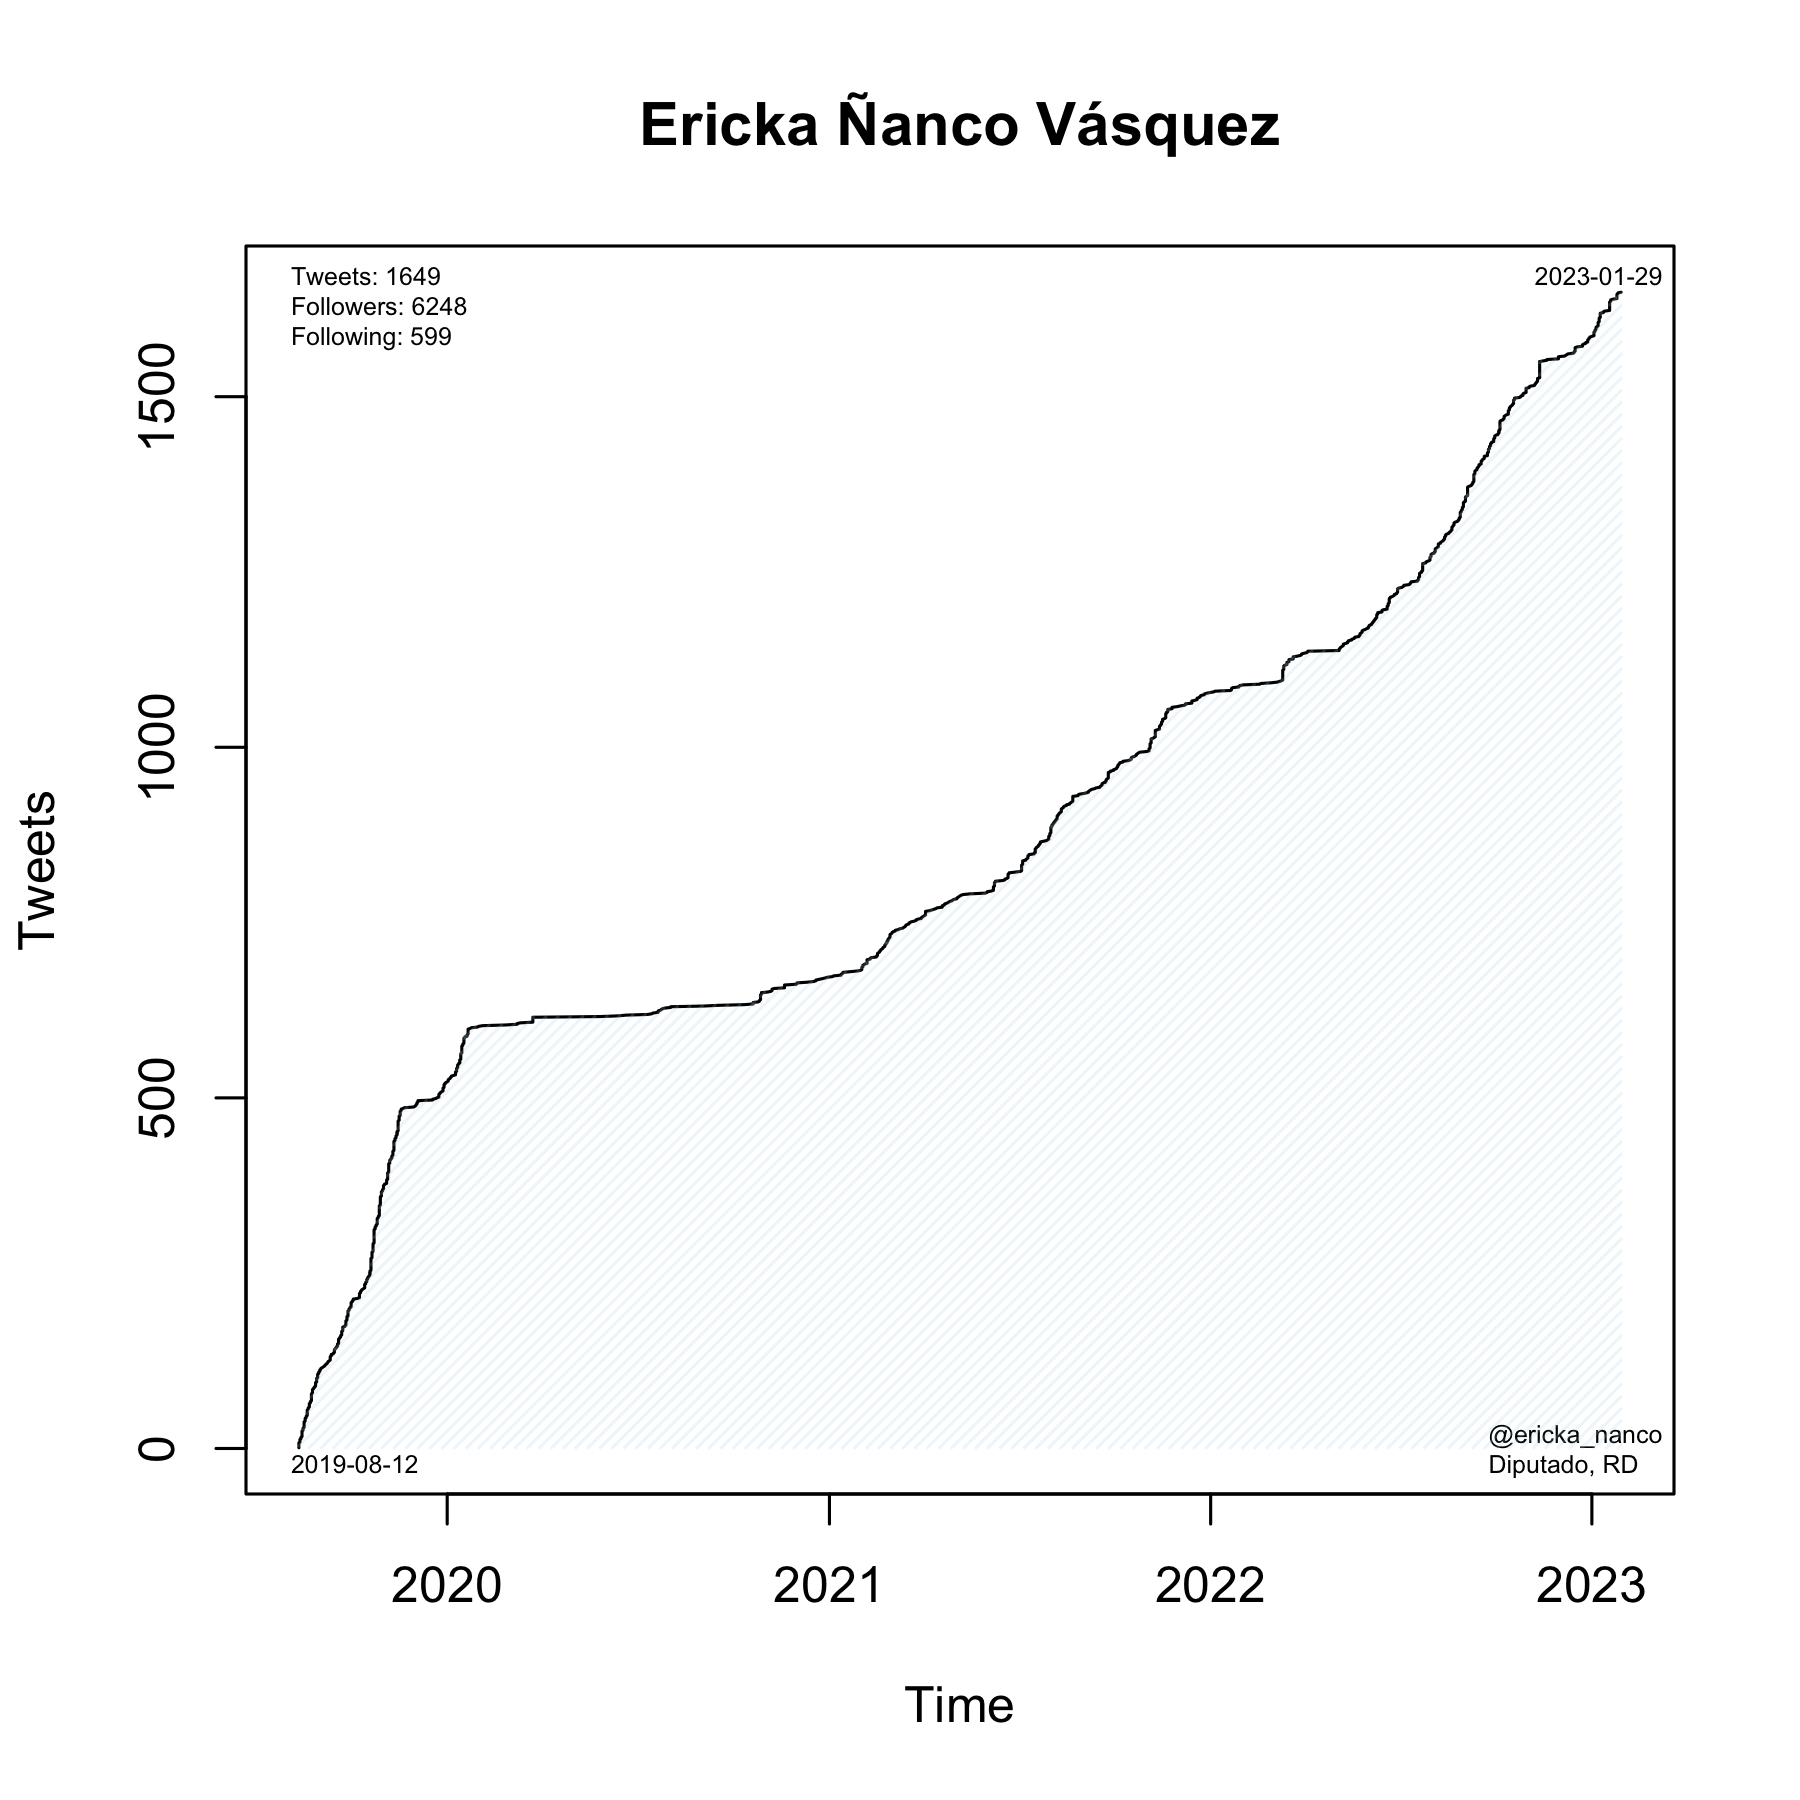 Ericka Ñanco Vásquez
Tweets: 1649
Followers: 6248
Following: 599
2023-01-29
1500
1000
500
0
Tweets
@ericka_nanco
Diputado, RD
2019-08-12
2020
2021
2022
2023
Time